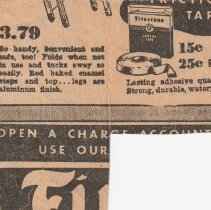 FRICTION
TAPE
3.79
So handy, convenient and
safe, too! Folds when not
in use and tucks away so
easily. Red baked enamel
steps and top...legs are
aluminum finish.
Firestone
15c
25c
Lasting adhesive qua
Strong, durable, water
OPEN A CHARGE ACCOUNT
USE OUR
Fi